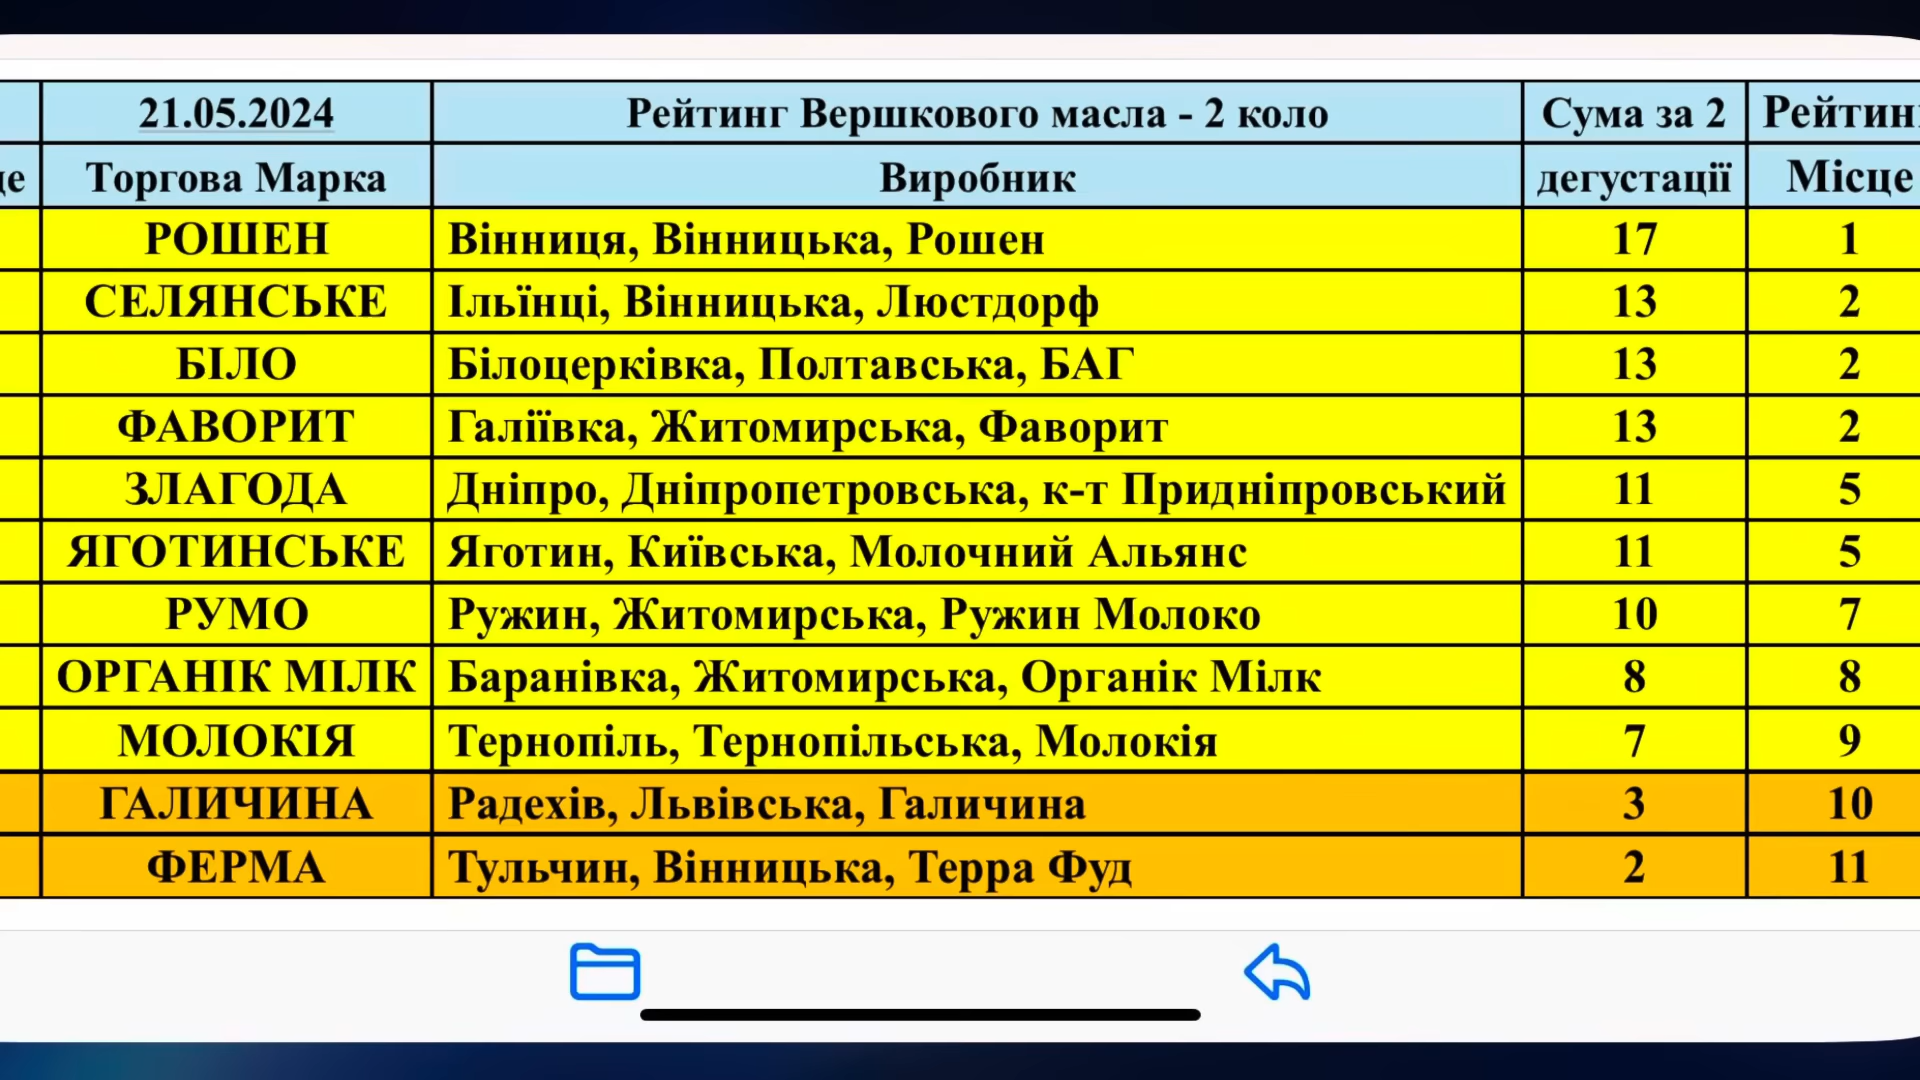 21.05.2024 Рейтинг Вершкового масла - 2 коло Сума за 2 Рейтин
це Торгова Марка Виробник дегустації Місце
РОШЕН Вінниця, Вінницька, Рошен 17 1
СЕЛЯНСЬКЕ Ільїнці, Вінницька, Люстдорф 13 2
БІЛО Білоцерківка, Полтавська, БАГ 13 2
ФАВОРИТ Галіївка, Житомирська, Фаворит 13 2
ЗЛАГОДА Дніпро, Дніпропетровська, к-т Придніпровський 11 5
ЯГОТИНСЬКЕ Яготин, Київська, Молочний Альянс 11 5
РУМО Ружин, Житомирська, Ружин Молоко 10 7
ОРГАНІК МІЛК Баранівка, Житомирська, Органік Мілк 8 8
МОЛОКІЯ Тернопіль, Тернопільська, Молокія 7 9
ГАЛИЧИНА Радехів, Львівська, Галичина 3 10
ФЕРМА Тульчин, Вінницька, Терра Фуд 2 11